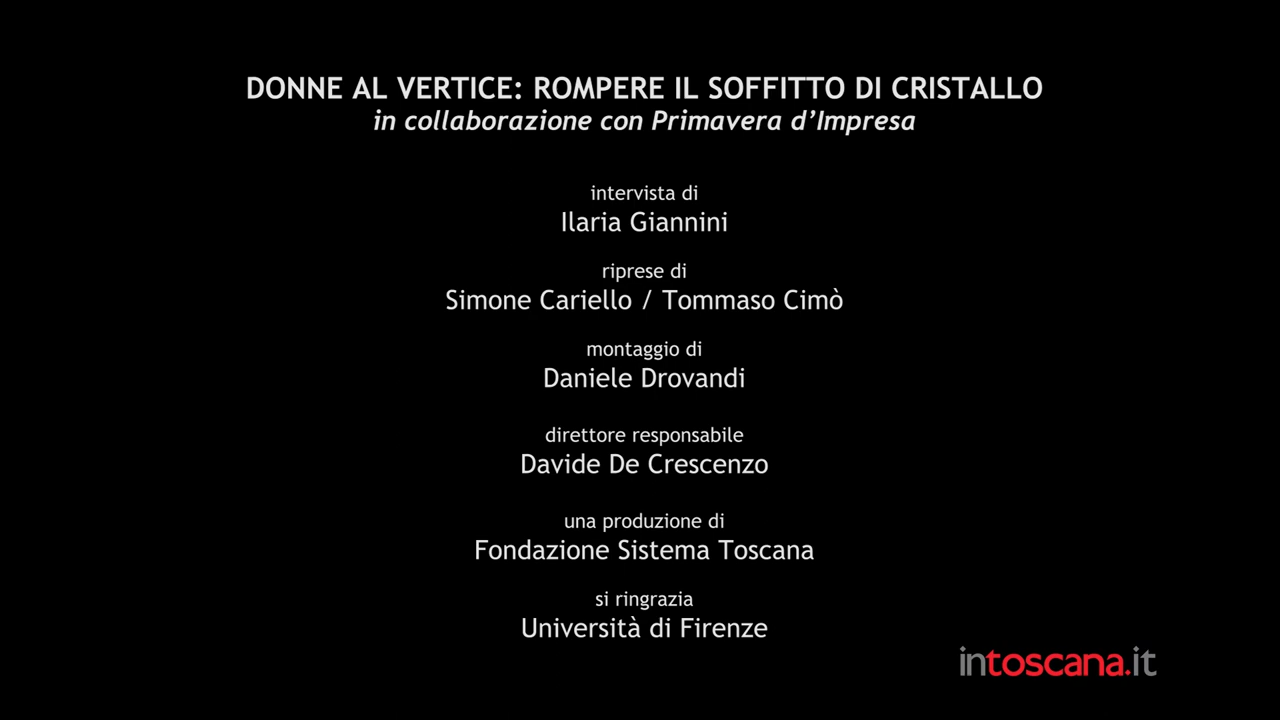 DONNE AL VERTICE: ROMPERE IL SOFFITTO DI CRISTALLO
in collaborazione con Primavera d’Impresa
intervista di
Ilaria Giannini
riprese di
Simone Cariello / Tommaso Cimò
montaggio di
Daniele Drovandi
direttore responsabile
Davide De Crescenzo
una produzione di
Fondazione Sistema Toscana
si ringrazia
Università di Firenze
intoscana.it